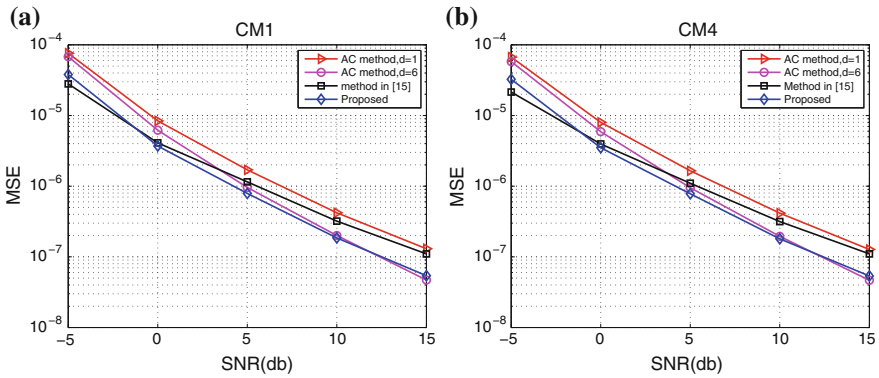 (a)
CM1
10⁻⁴
10⁻⁵
10⁻⁶
10⁻⁷
10⁻⁸
MSE
AC method,d=1
AC method,d=6
method in [15]
Proposed
−5
0
5
10
15
SNR(db)
(b)
CM4
10⁻⁴
10⁻⁵
10⁻⁶
10⁻⁷
10⁻⁸
MSE
AC method,d=1
AC method,d=6
Method in [15]
Proposed
−5
0
5
10
15
SNR(db)